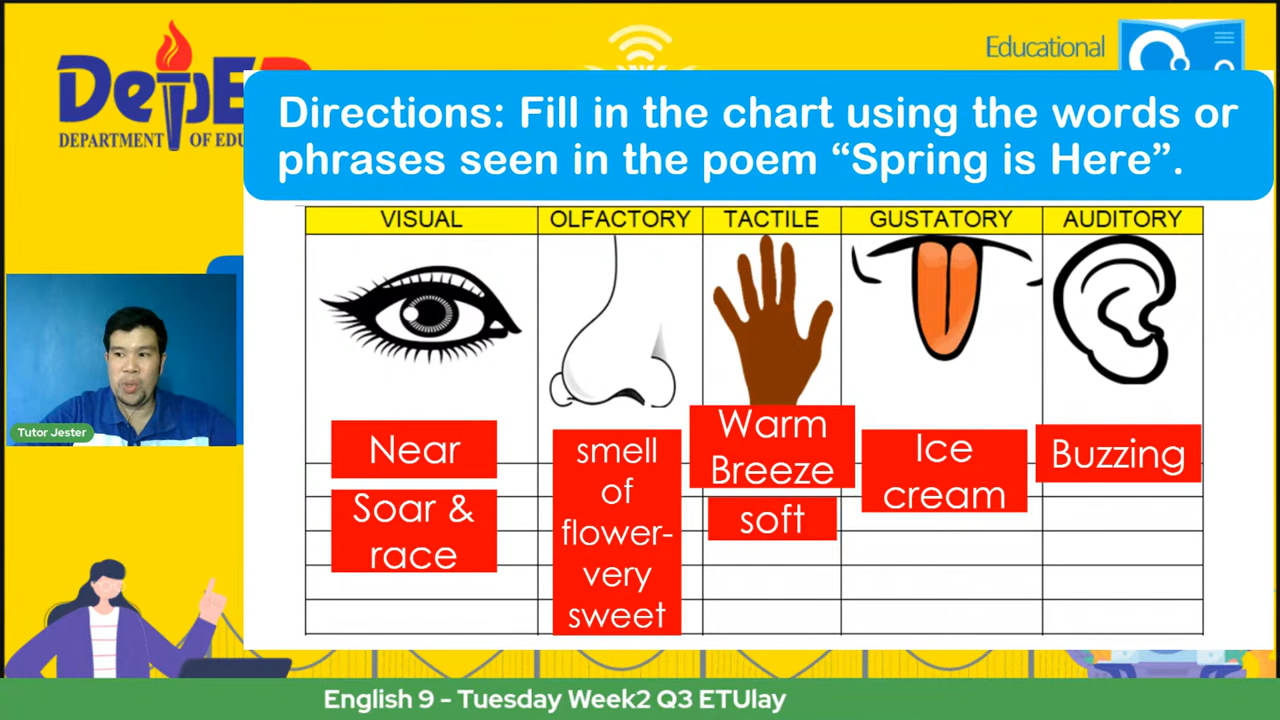 DepED
DEPARTMENT OF EDU
Educational
Directions: Fill in the chart using the words or
phrases seen in the poem “Spring is Here”.
VISUAL OLFACTORY TACTILE GUSTATORY AUDITORY
Near
Soar &
race
smell
of
flower-
very
sweet
Warm
Breeze
soft
Ice
cream
Buzzing
Tutor Jester
English 9 - Tuesday Week2 Q3 ETUlay